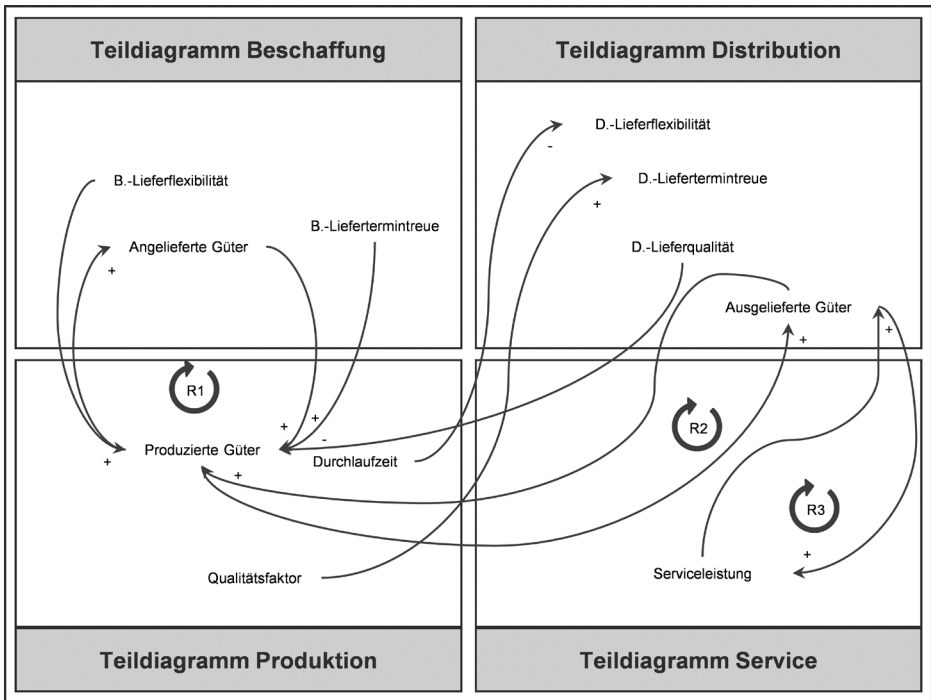 Teildiagramm Beschaffung
Teildiagramm Distribution
D.-Lieferflexibilität
-
B.-Lieferflexibilität
D.-Liefertermintreue
+
B.-Liefertermintreue
Angelieferte Güter
+
D.-Lieferqualität
Ausgelieferte Güter
+
+
R1
+
+
-
R2
Produzierte Güter
+
Durchlaufzeit
+
R3
+
Qualitätsfaktor
Serviceleistung
Teildiagramm Produktion
Teildiagramm Service